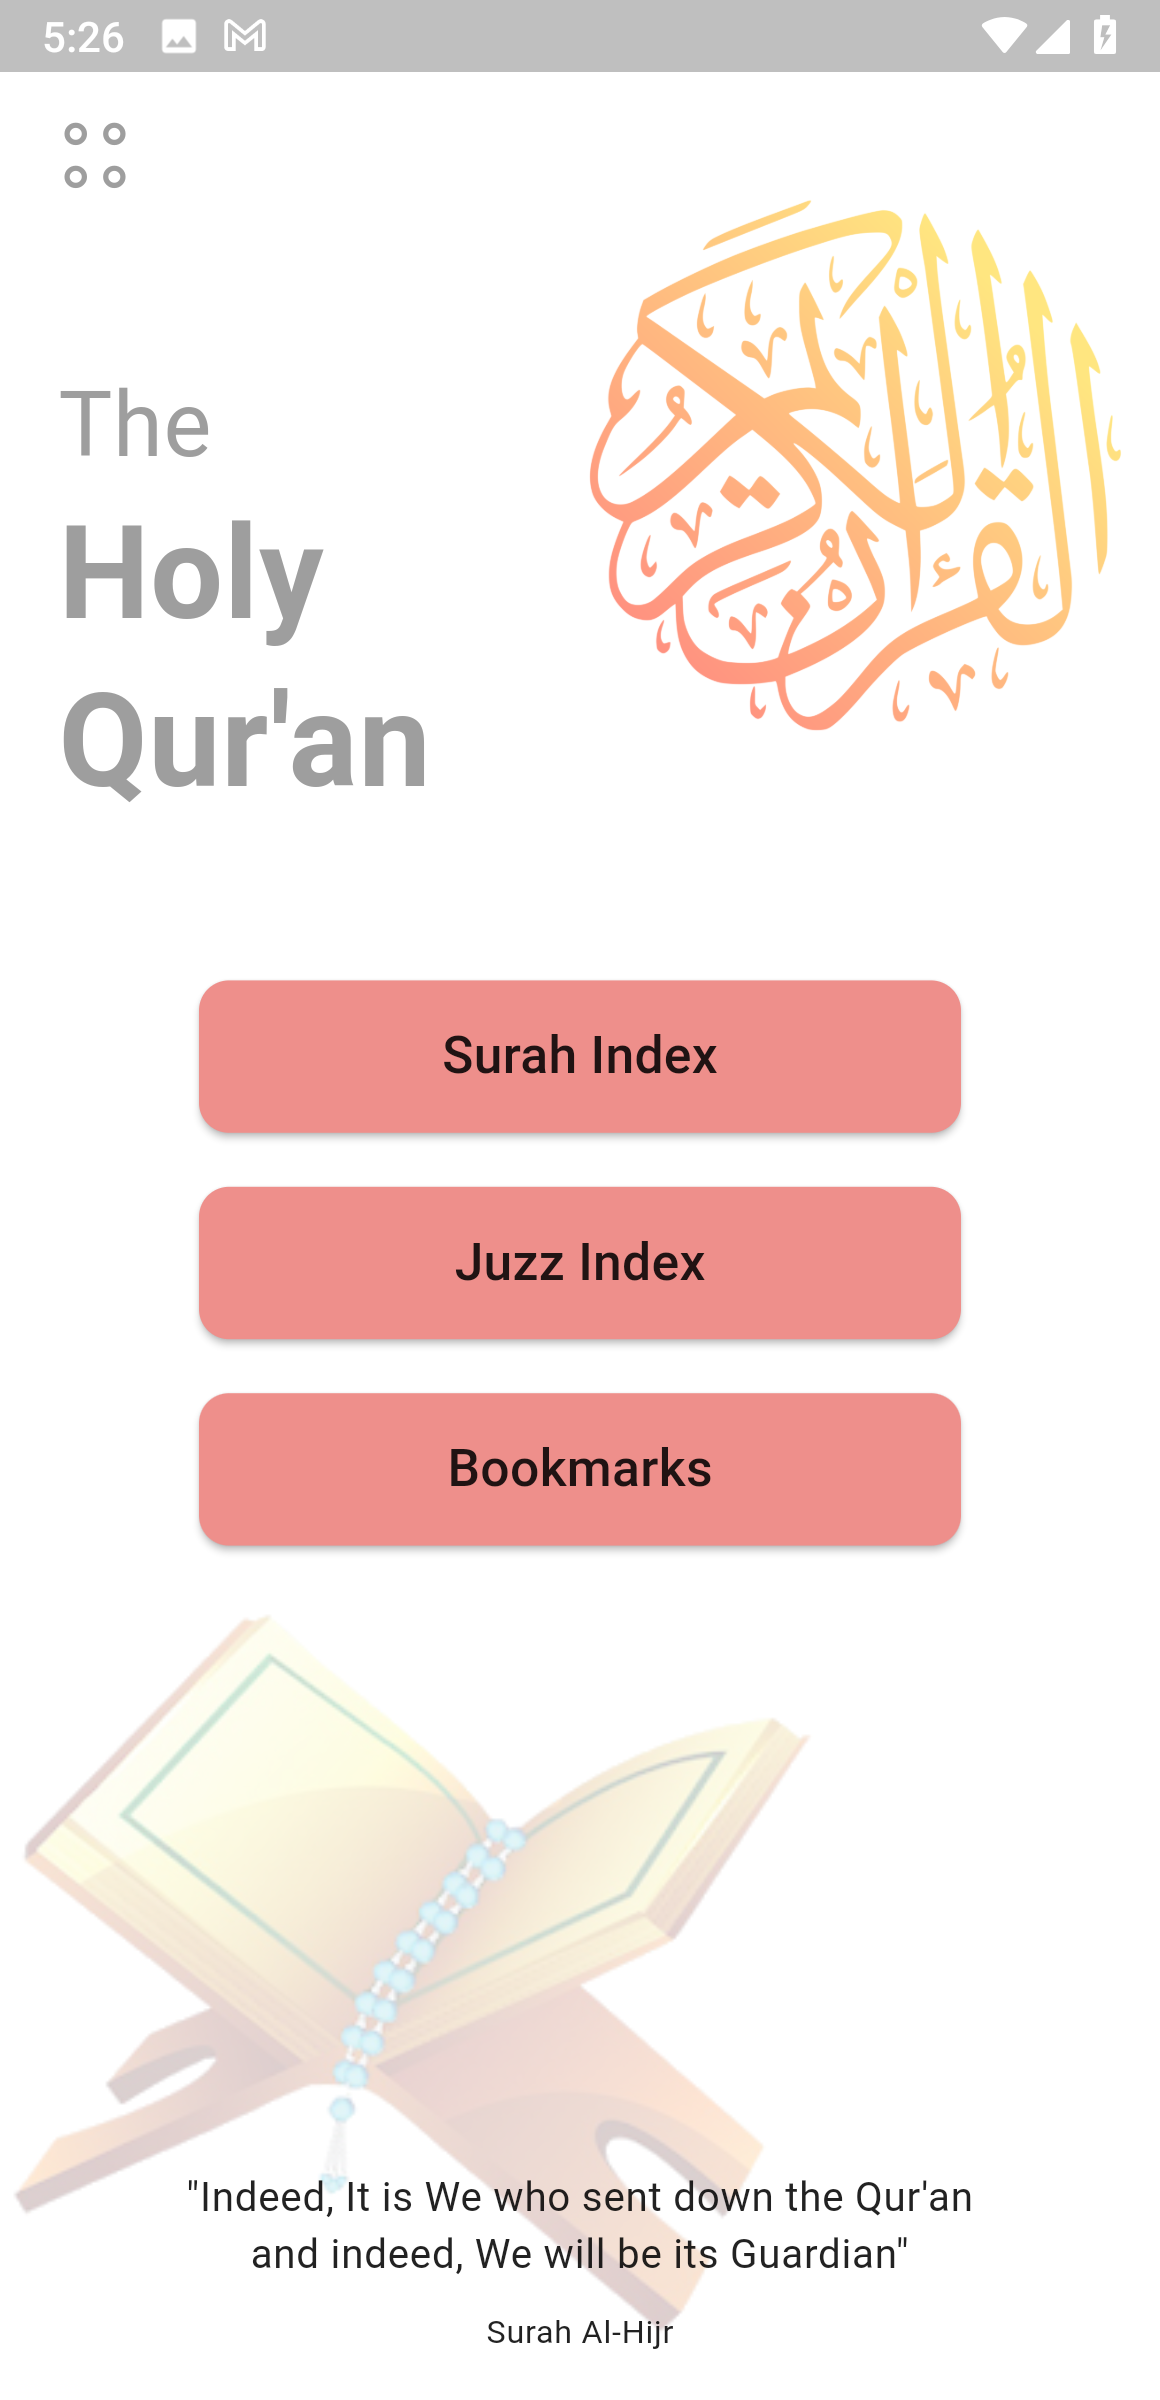 5:26
The
Holy
Qur'an
القرآن الكريم
Surah Index
Juzz Index
Bookmarks
"Indeed, It is We who sent down the Qur'an
and indeed, We will be its Guardian"
Surah Al-Hijr